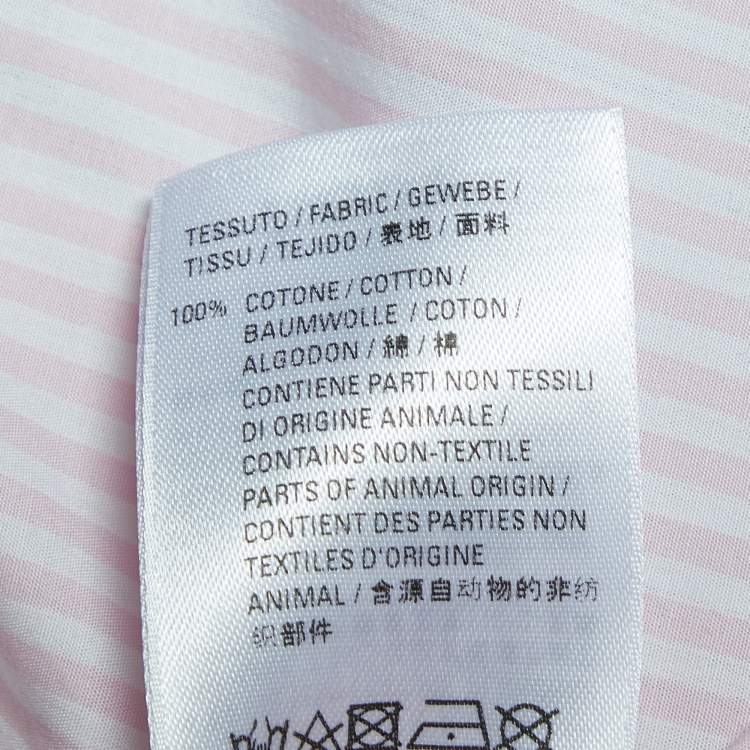 TESSUTO / FABRIC / GEWEBE /
TISSU / TEJIDO / 表地 / 面料
100% COTONE / COTTON /
BAUMWOLLE / COTON /
ALGODON / 綿 / 棉
CONTIENE PARTI NON TESSILI
DI ORIGINE ANIMALE /
CONTAINS NON-TEXTILE
PARTS OF ANIMAL ORIGIN /
CONTIENT DES PARTIES NON
TEXTILES D'ORIGINE
ANIMAL / 含源自动物的非纺
织部件